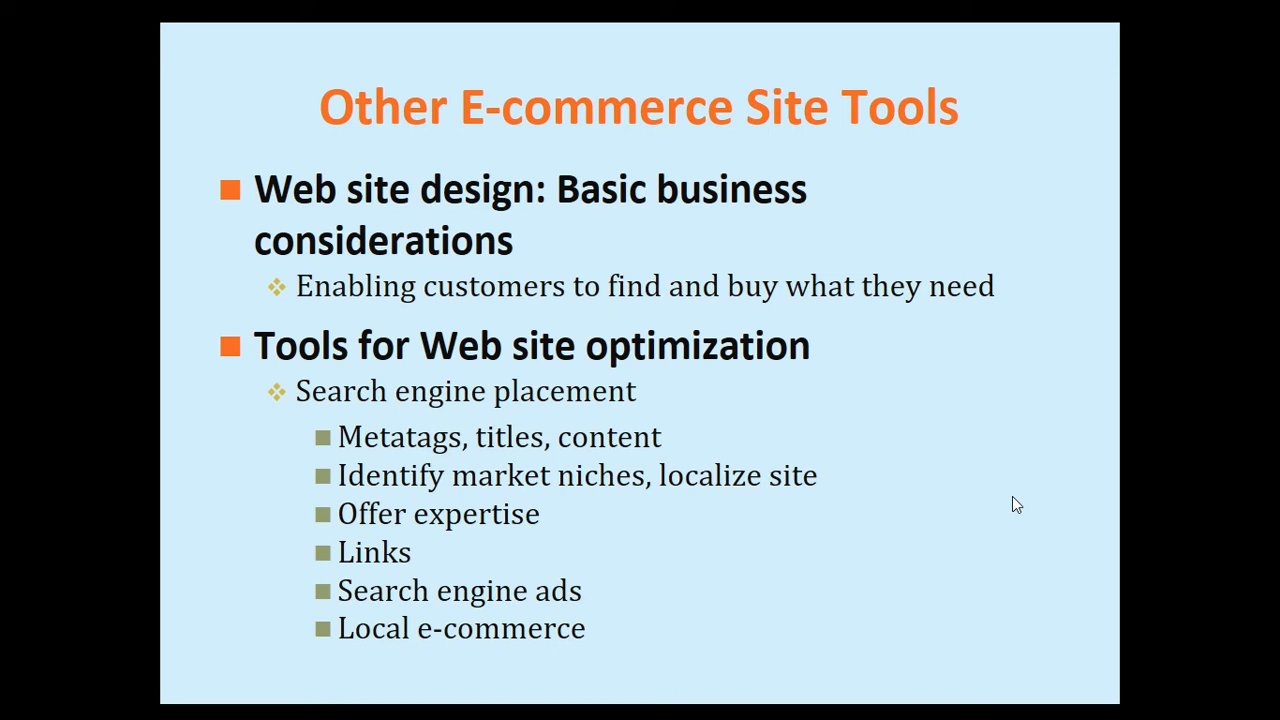 Other E-commerce Site Tools
Web site design: Basic business
considerations
Enabling customers to find and buy what they need
Tools for Web site optimization
Search engine placement
Metatags, titles, content
Identify market niches, localize site
Offer expertise
Links
Search engine ads
Local e-commerce